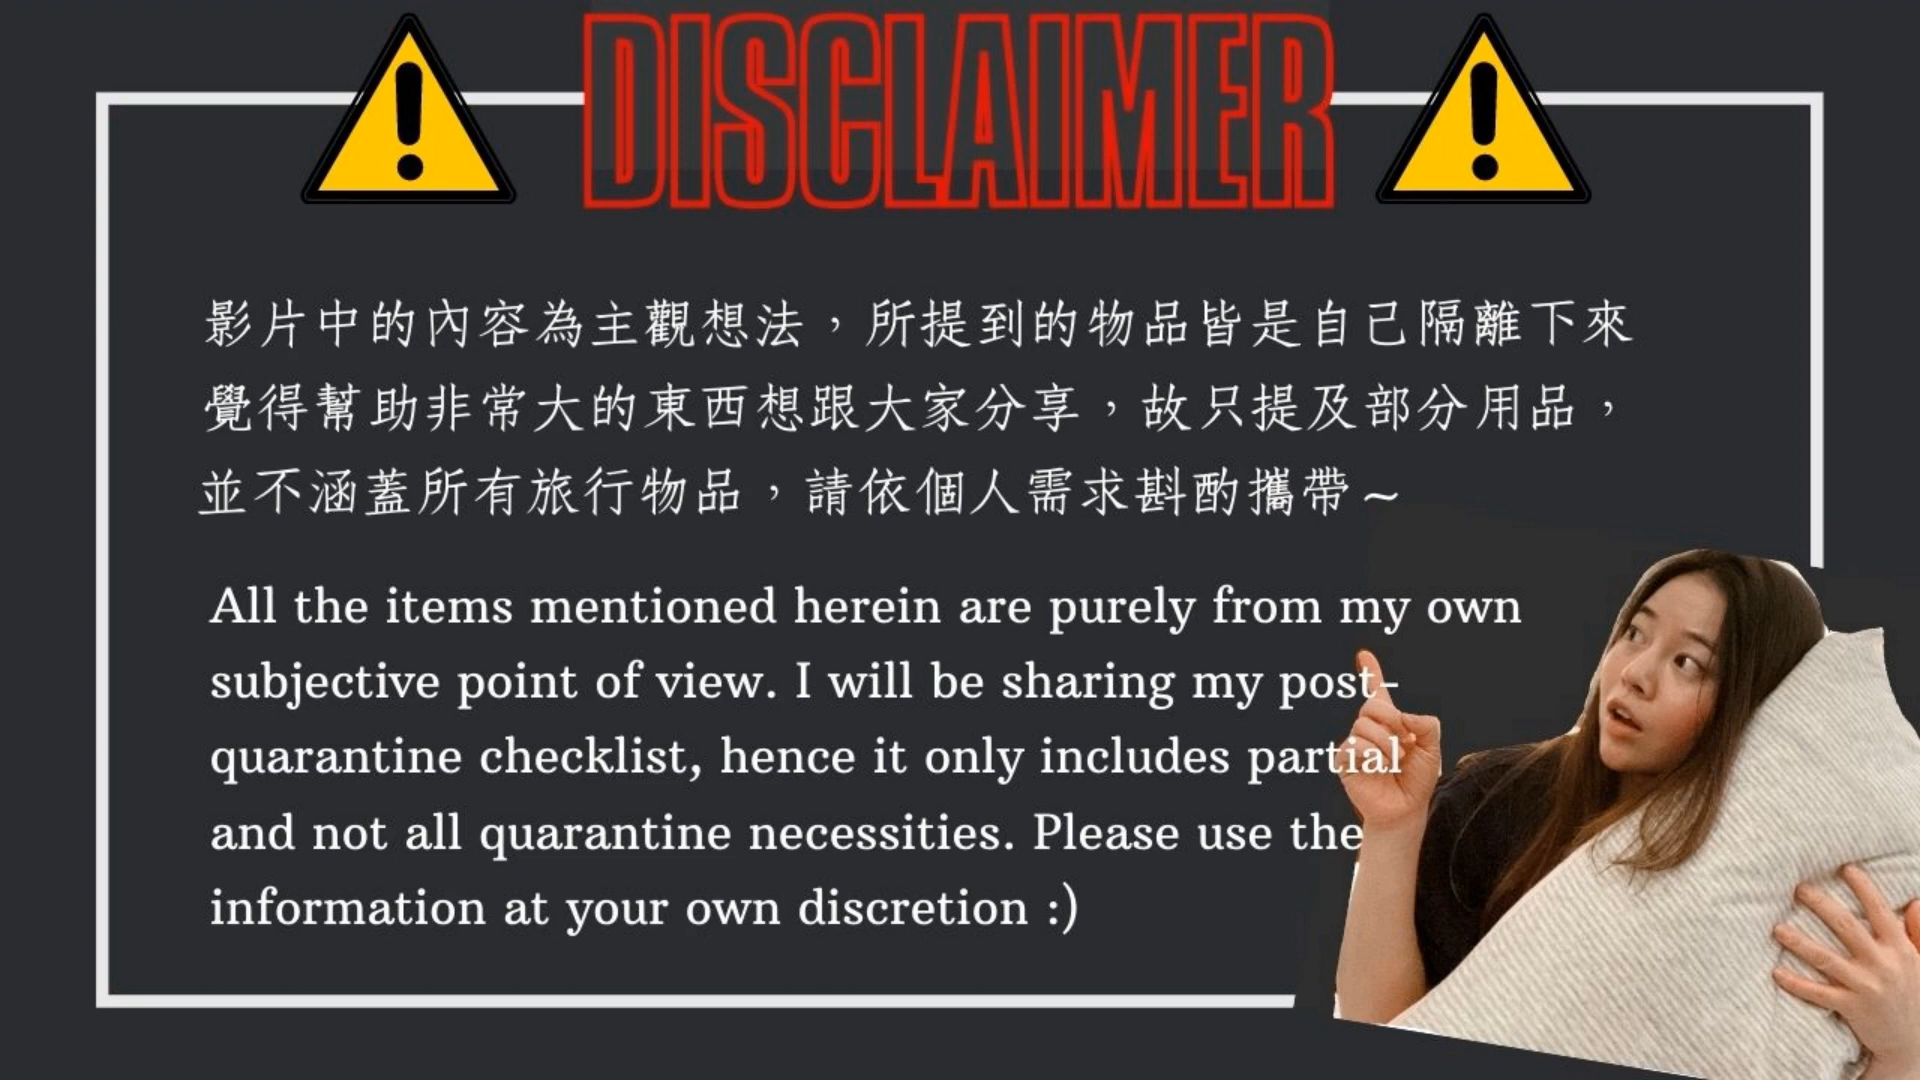 DISCLAIMER
影片中的內容為主觀想法，所提到的物品皆是自己隔離下來
覺得幫助非常大的東西想跟大家分享，故只提及部分用品，
並不涵蓋所有旅行物品，請依個人需求斟酌攜帶～
All the items mentioned herein are purely from my own
subjective point of view. I will be sharing my post-
quarantine checklist, hence it only includes partial
and not all quarantine necessities. Please use the
information at your own discretion :)